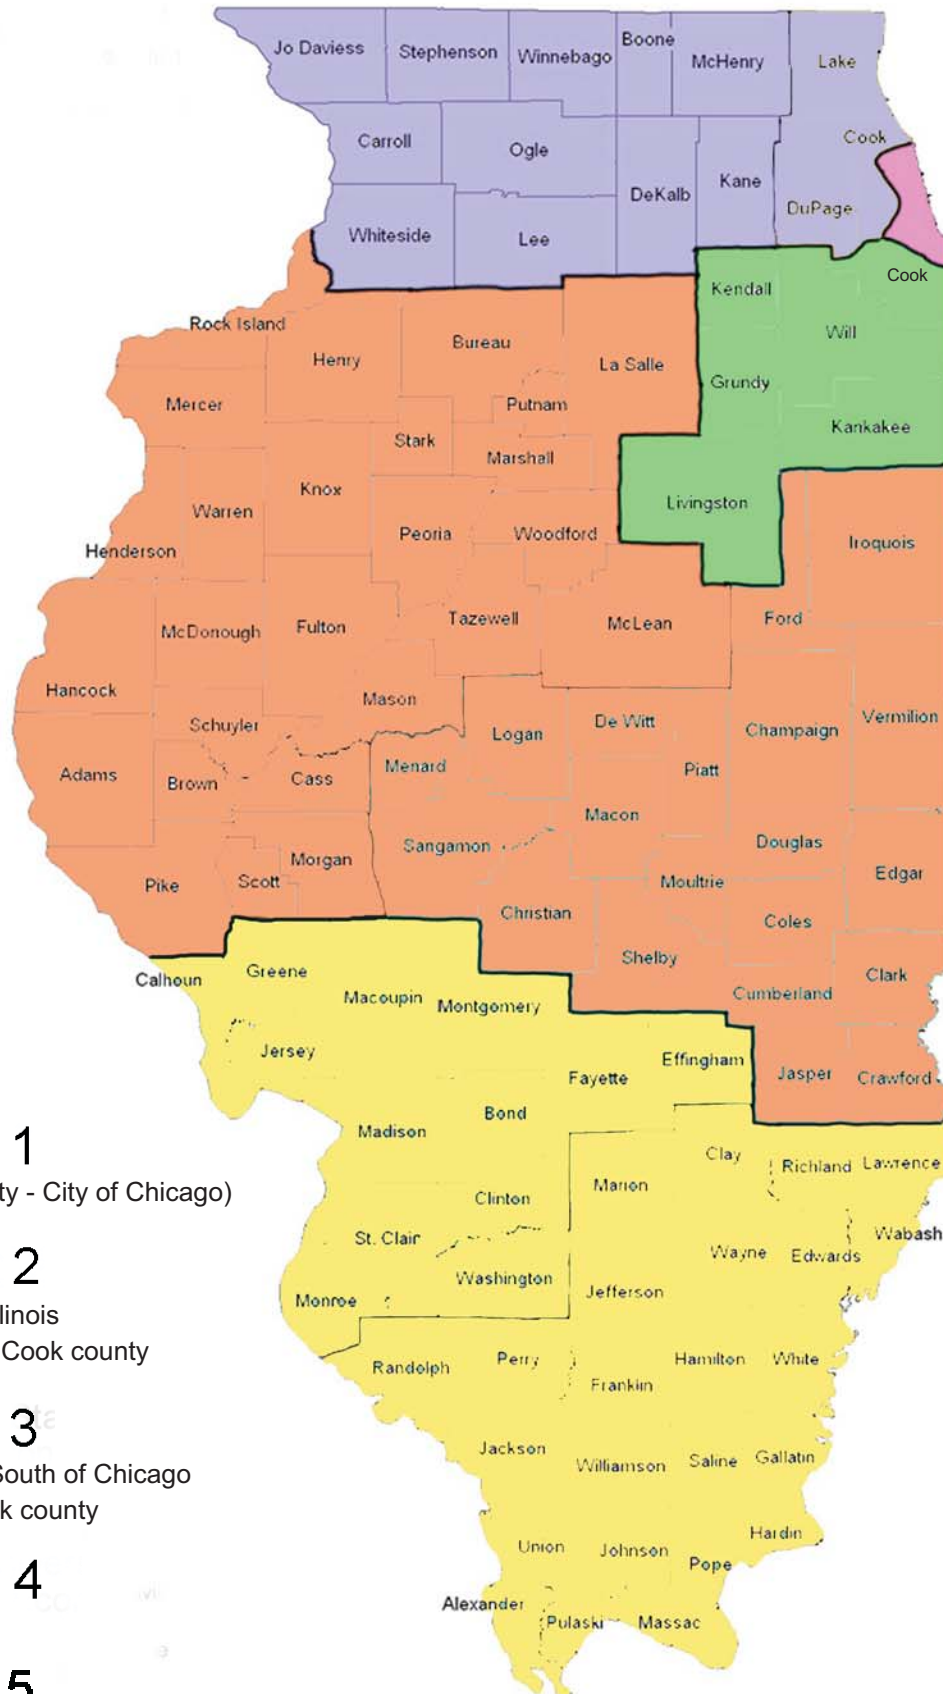 Jo Daviess
Stephenson
Winnebago
Boone
McHenry
Lake
Carroll
Ogle
DeKalb
Kane
Cook
DuPage
Whiteside
Lee
Cook
Kendall
Will
Grundy
Kankakee
Livingston
Rock Island
Henry
Bureau
La Salle
Mercer
Putnam
Stark
Marshall
Knox
Warren
Peoria
Woodford
Henderson
Iroquois
McDonough
Fulton
Tazewell
McLean
Ford
Hancock
Mason
Schuyler
Logan
De Witt
Champaign
Vermilion
Adams
Brown
Cass
Menard
Piatt
Macon
Sangamon
Douglas
Morgan
Scott
Pike
Moultrie
Edgar
Christian
Coles
Shelby
Clark
Cumberland
Calhoun
Greene
Macoupin
Montgomery
Jersey
Effingham
Fayette
Jasper
Crawford
Bond
Madison
Clay
Richland
Lawrence
Marion
Clinton
St. Clair
Wayne
Edwards
Wabash
Washington
Monroe
Jefferson
Randolph
Perry
Hamilton
White
Franklin
Jackson
Williamson
Saline
Gallatin
Hardin
Union
Johnson
Pope
Alexander
Pulaski
Massac
1
ty - City of Chicago)
2
linois
Cook county
3
South of Chicago
k county
4
5